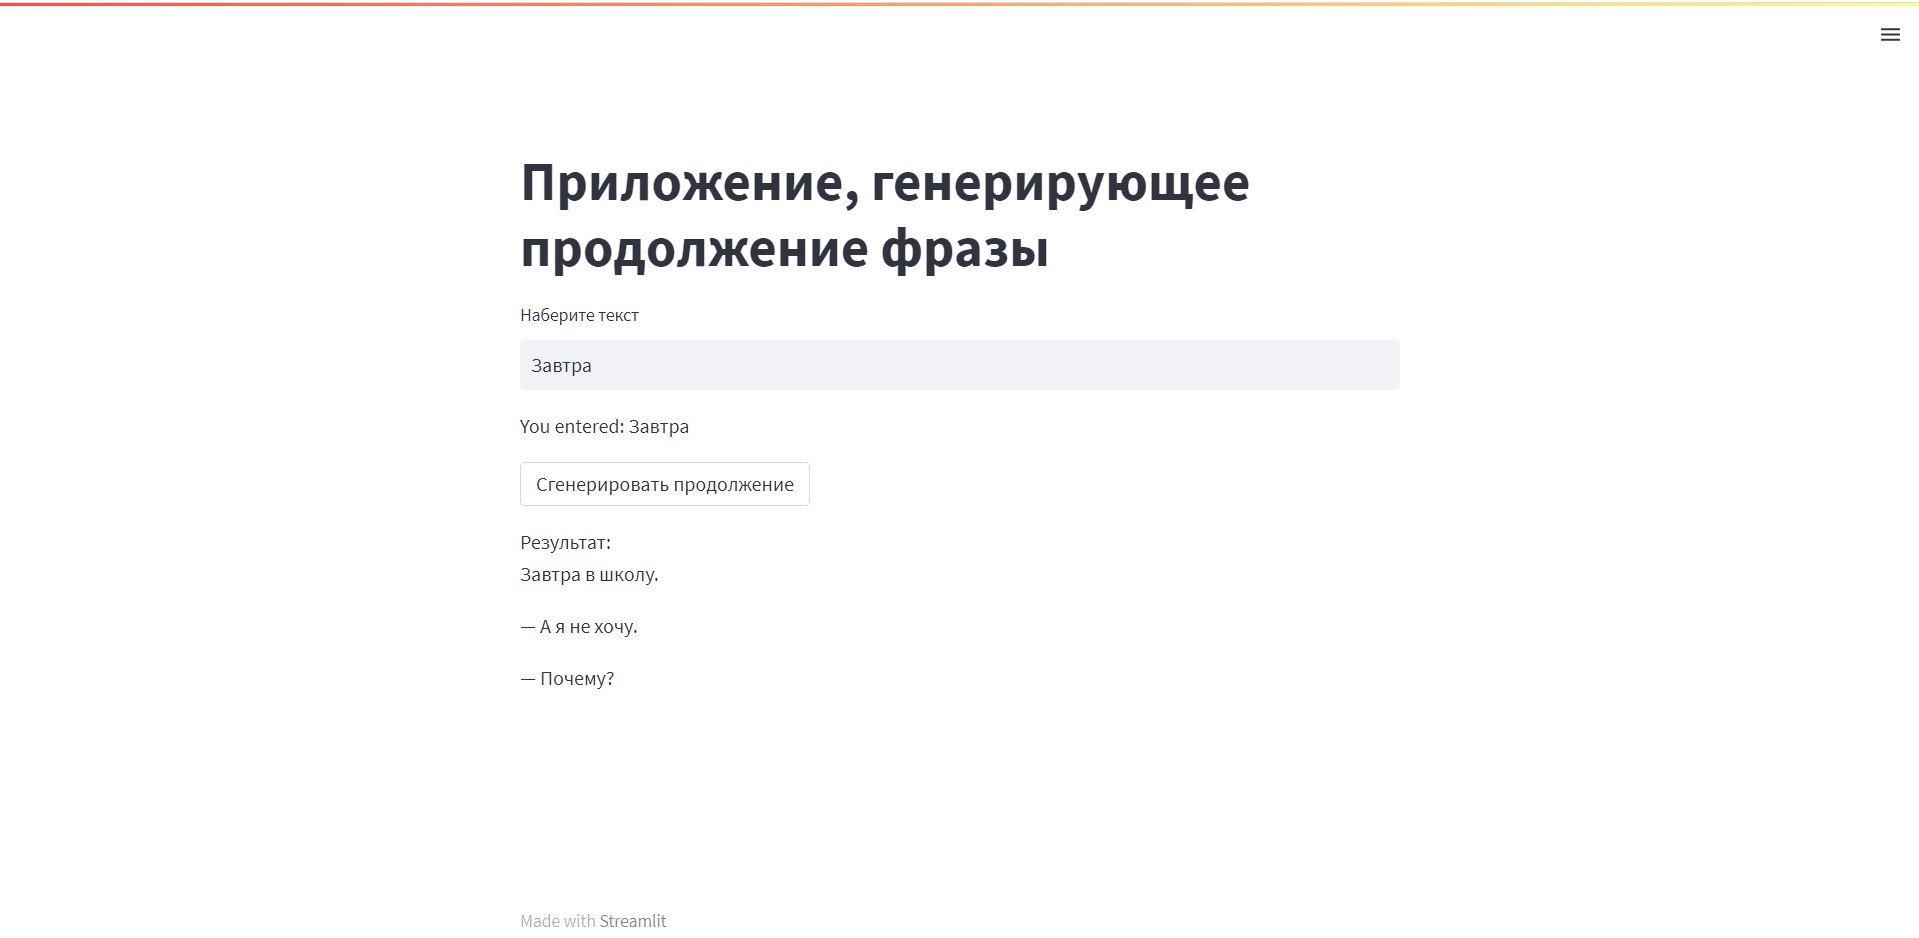 Приложение, генерирующее
продолжение фразы
Наберите текст
Завтра
You entered: Завтра
Сгенерировать продолжение
Результат:
Завтра в школу.
— А я не хочу.
— Почему?
Made with Streamlit